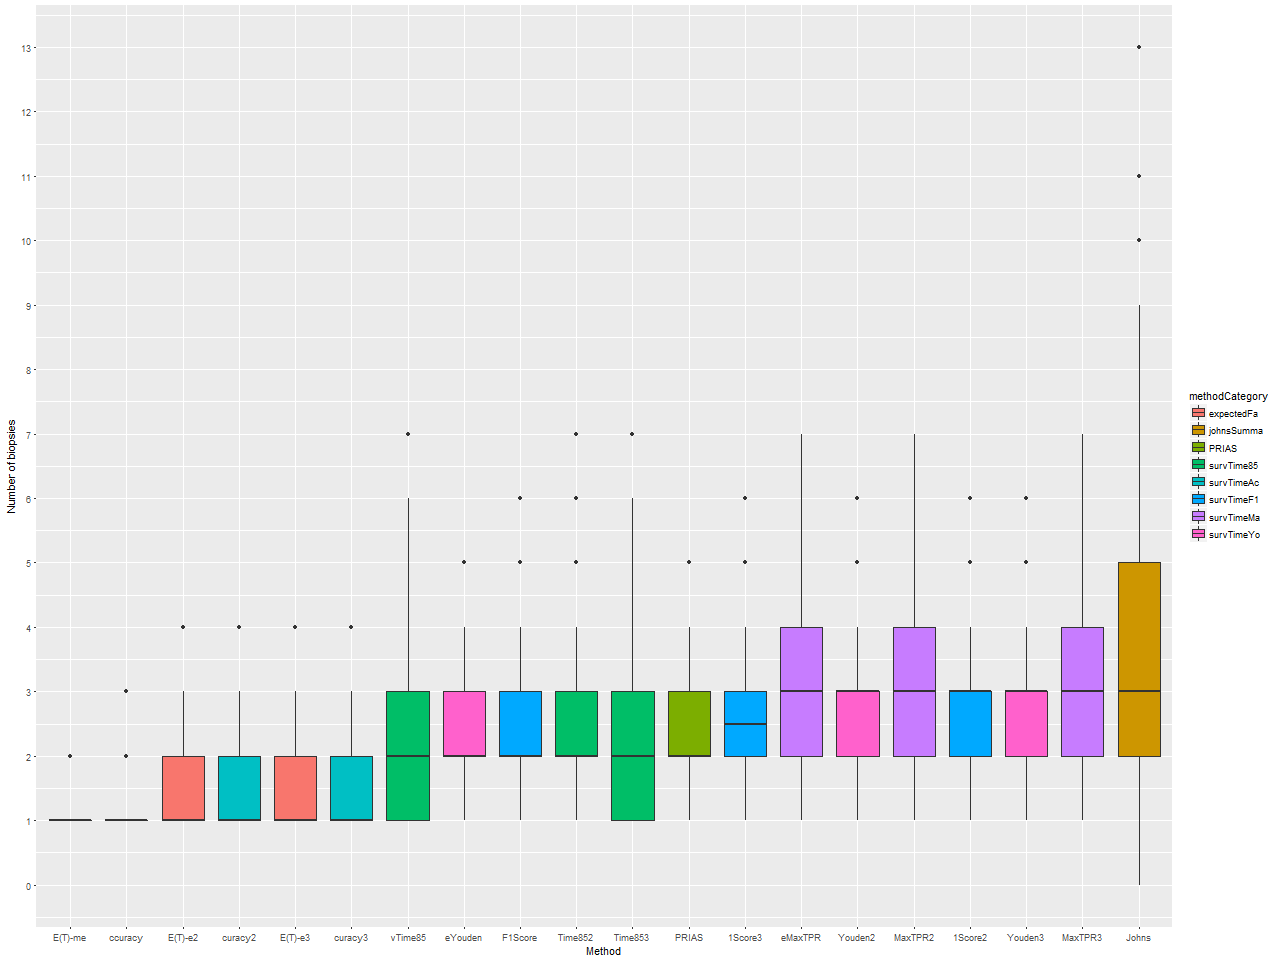 13
12
11
10
9
8
7
6
5
4
3
2
1
0
Number of biopsies
E(T)-me ccuracy E(T)-e2 curacy2 E(T)-e3 curacy3 vTime85 eYouden F1Score Time852 Time853 PRIAS 1Score3 eMaxTPR Youden2 MaxTPR2 1Score2 Youden3 MaxTPR3 Johns
Method
methodCategory
expectedFa
johnsSumma
PRIAS
survTime85
survTimeAc
survTimeF1
survTimeMa
survTimeYo